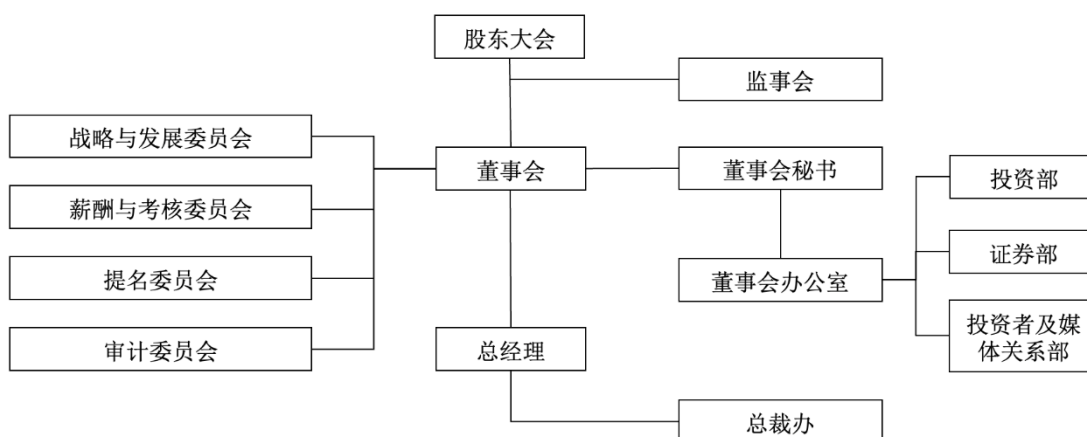 股东大会
监事会
战略与发展委员会
董事会
董事会秘书
投资部
薪酬与考核委员会
证券部
提名委员会
董事会办公室
投资者及媒
体关系部
审计委员会
总经理
总裁办